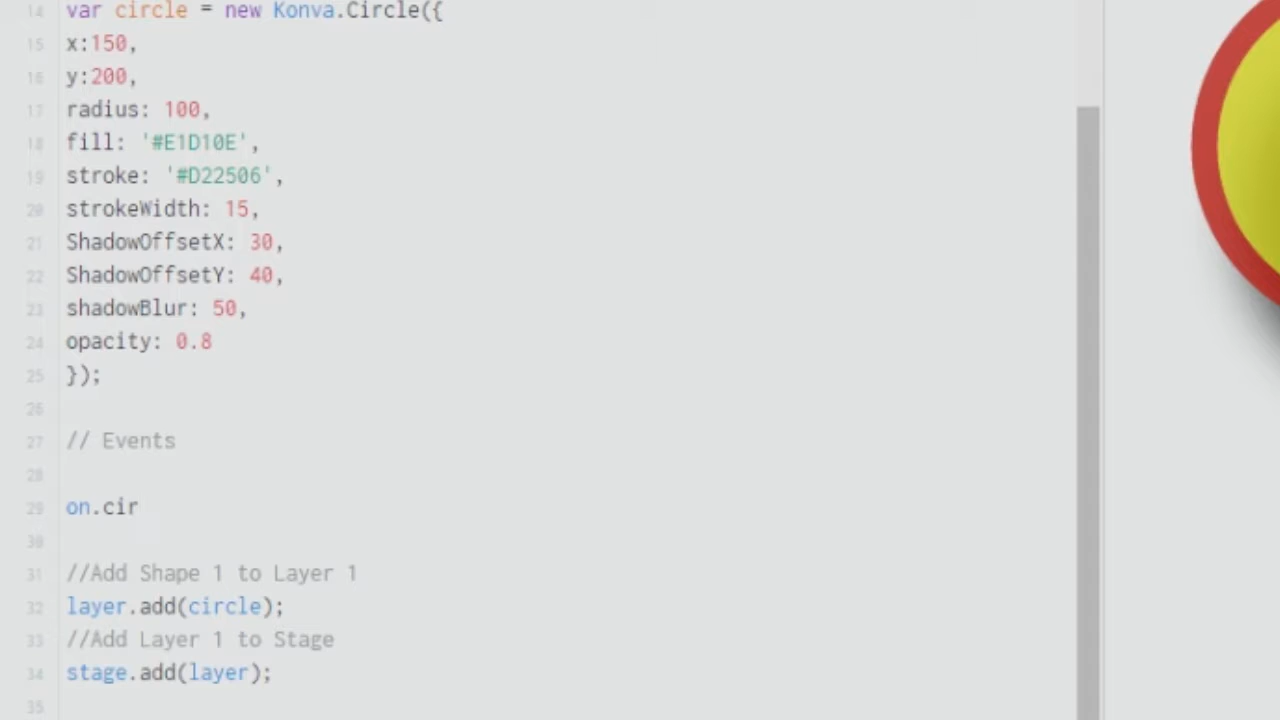 14 var circle = new Konva.Circle({
15 x:150,
16 y:200,
17 radius: 100,
18 fill: '#E1D10E',
19 stroke: '#D22506',
20 strokeWidth: 15,
21 ShadowOffsetX: 30,
22 ShadowOffsetY: 40,
23 shadowBlur: 50,
24 opacity: 0.8
25 });
26
27 // Events
28
29 on.cir
30
31 //Add Shape 1 to Layer 1
32 layer.add(circle);
33 //Add Layer 1 to Stage
34 stage.add(layer);
35